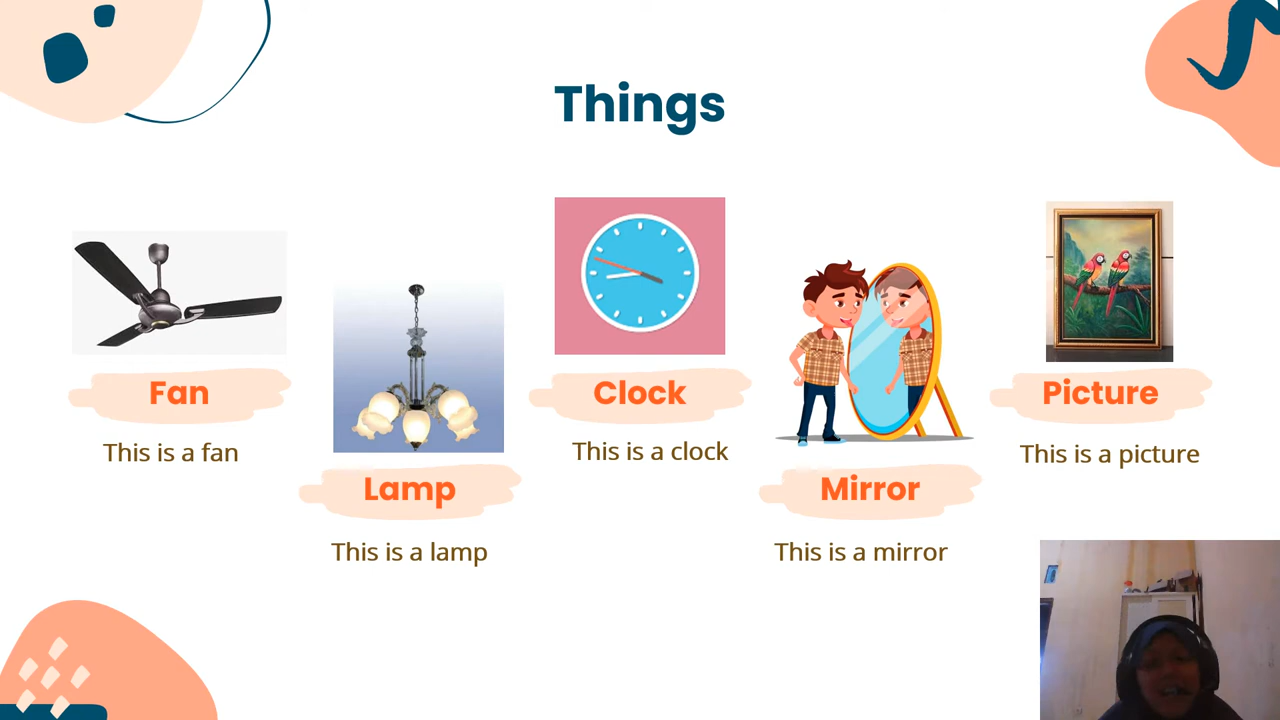 Things
Fan
This is a fan
Lamp
This is a lamp
Clock
This is a clock
Mirror
This is a mirror
Picture
This is a picture